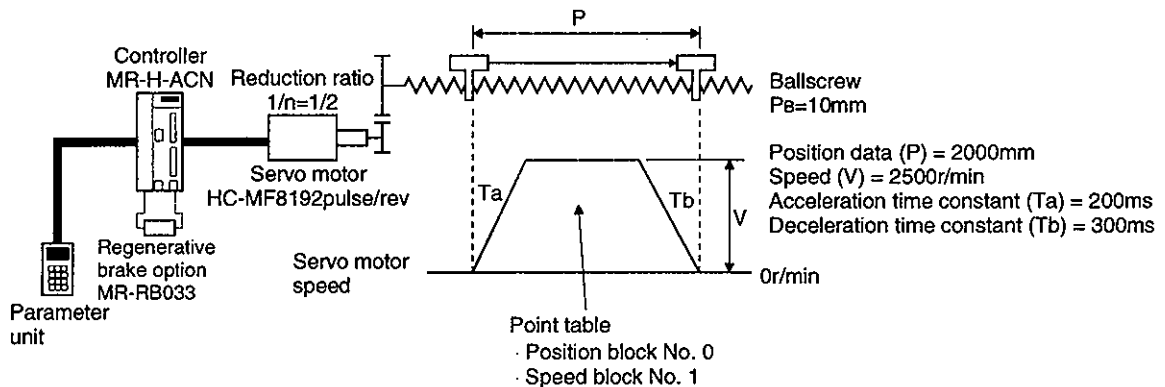 P
Controller
MR-H-ACN
Reduction ratio
1/n=1/2
Ballscrew
PB=10mm
Servo motor
HC-MF8192pulse/rev
Ta
Tb
V
Position data (P) = 2000mm
Speed (V) = 2500r/min
Acceleration time constant (Ta) = 200ms
Deceleration time constant (Tb) = 300ms
Regenerative
brake option
MR-RB033
Parameter
unit
Servo motor
speed
0r/min
Point table
· Position block No. 0
· Speed block No. 1